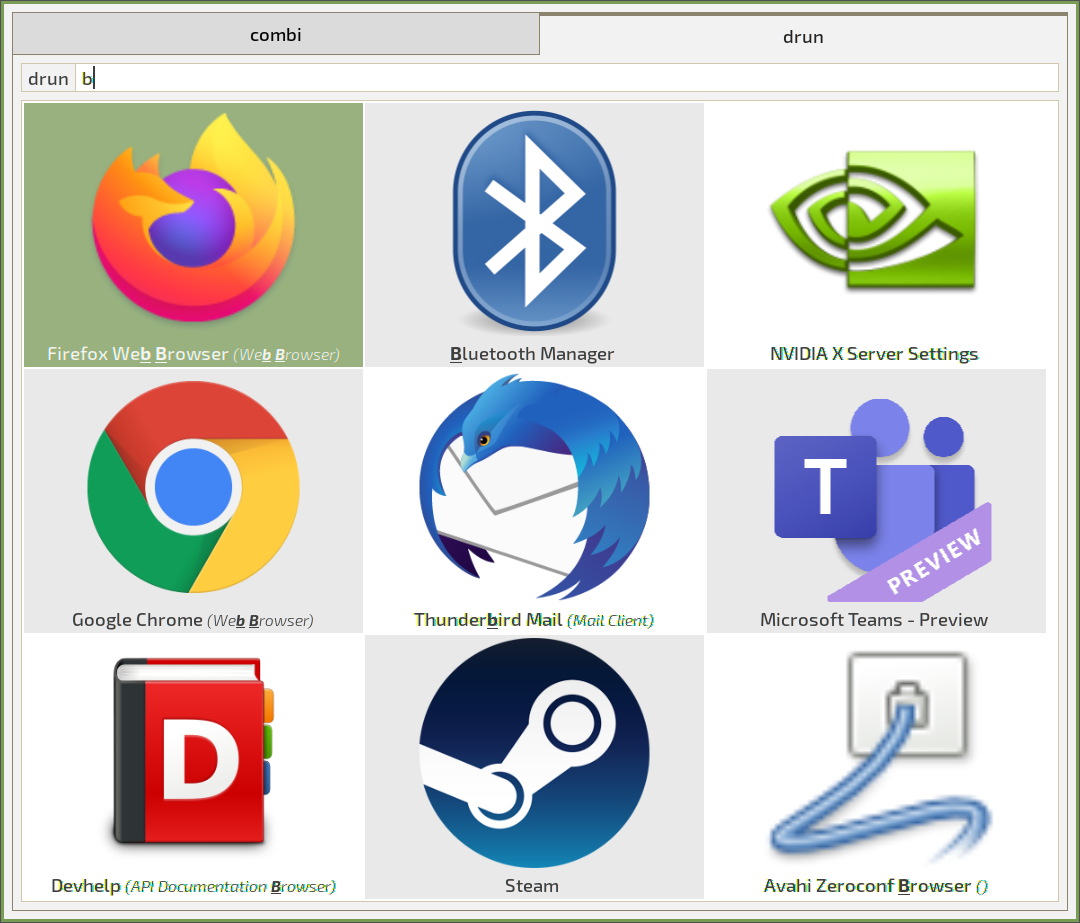 combi
drun
drun b
Firefox Web Browser (Web Browser)
Bluetooth Manager
NVIDIA X Server Settings
Google Chrome (Web Browser)
Thunderbird Mail (Mail Client)
T
PREVIEW
Microsoft Teams - Preview
D
Devhelp (API Documentation Browser)
Steam
Avahi Zeroconf Browser ()